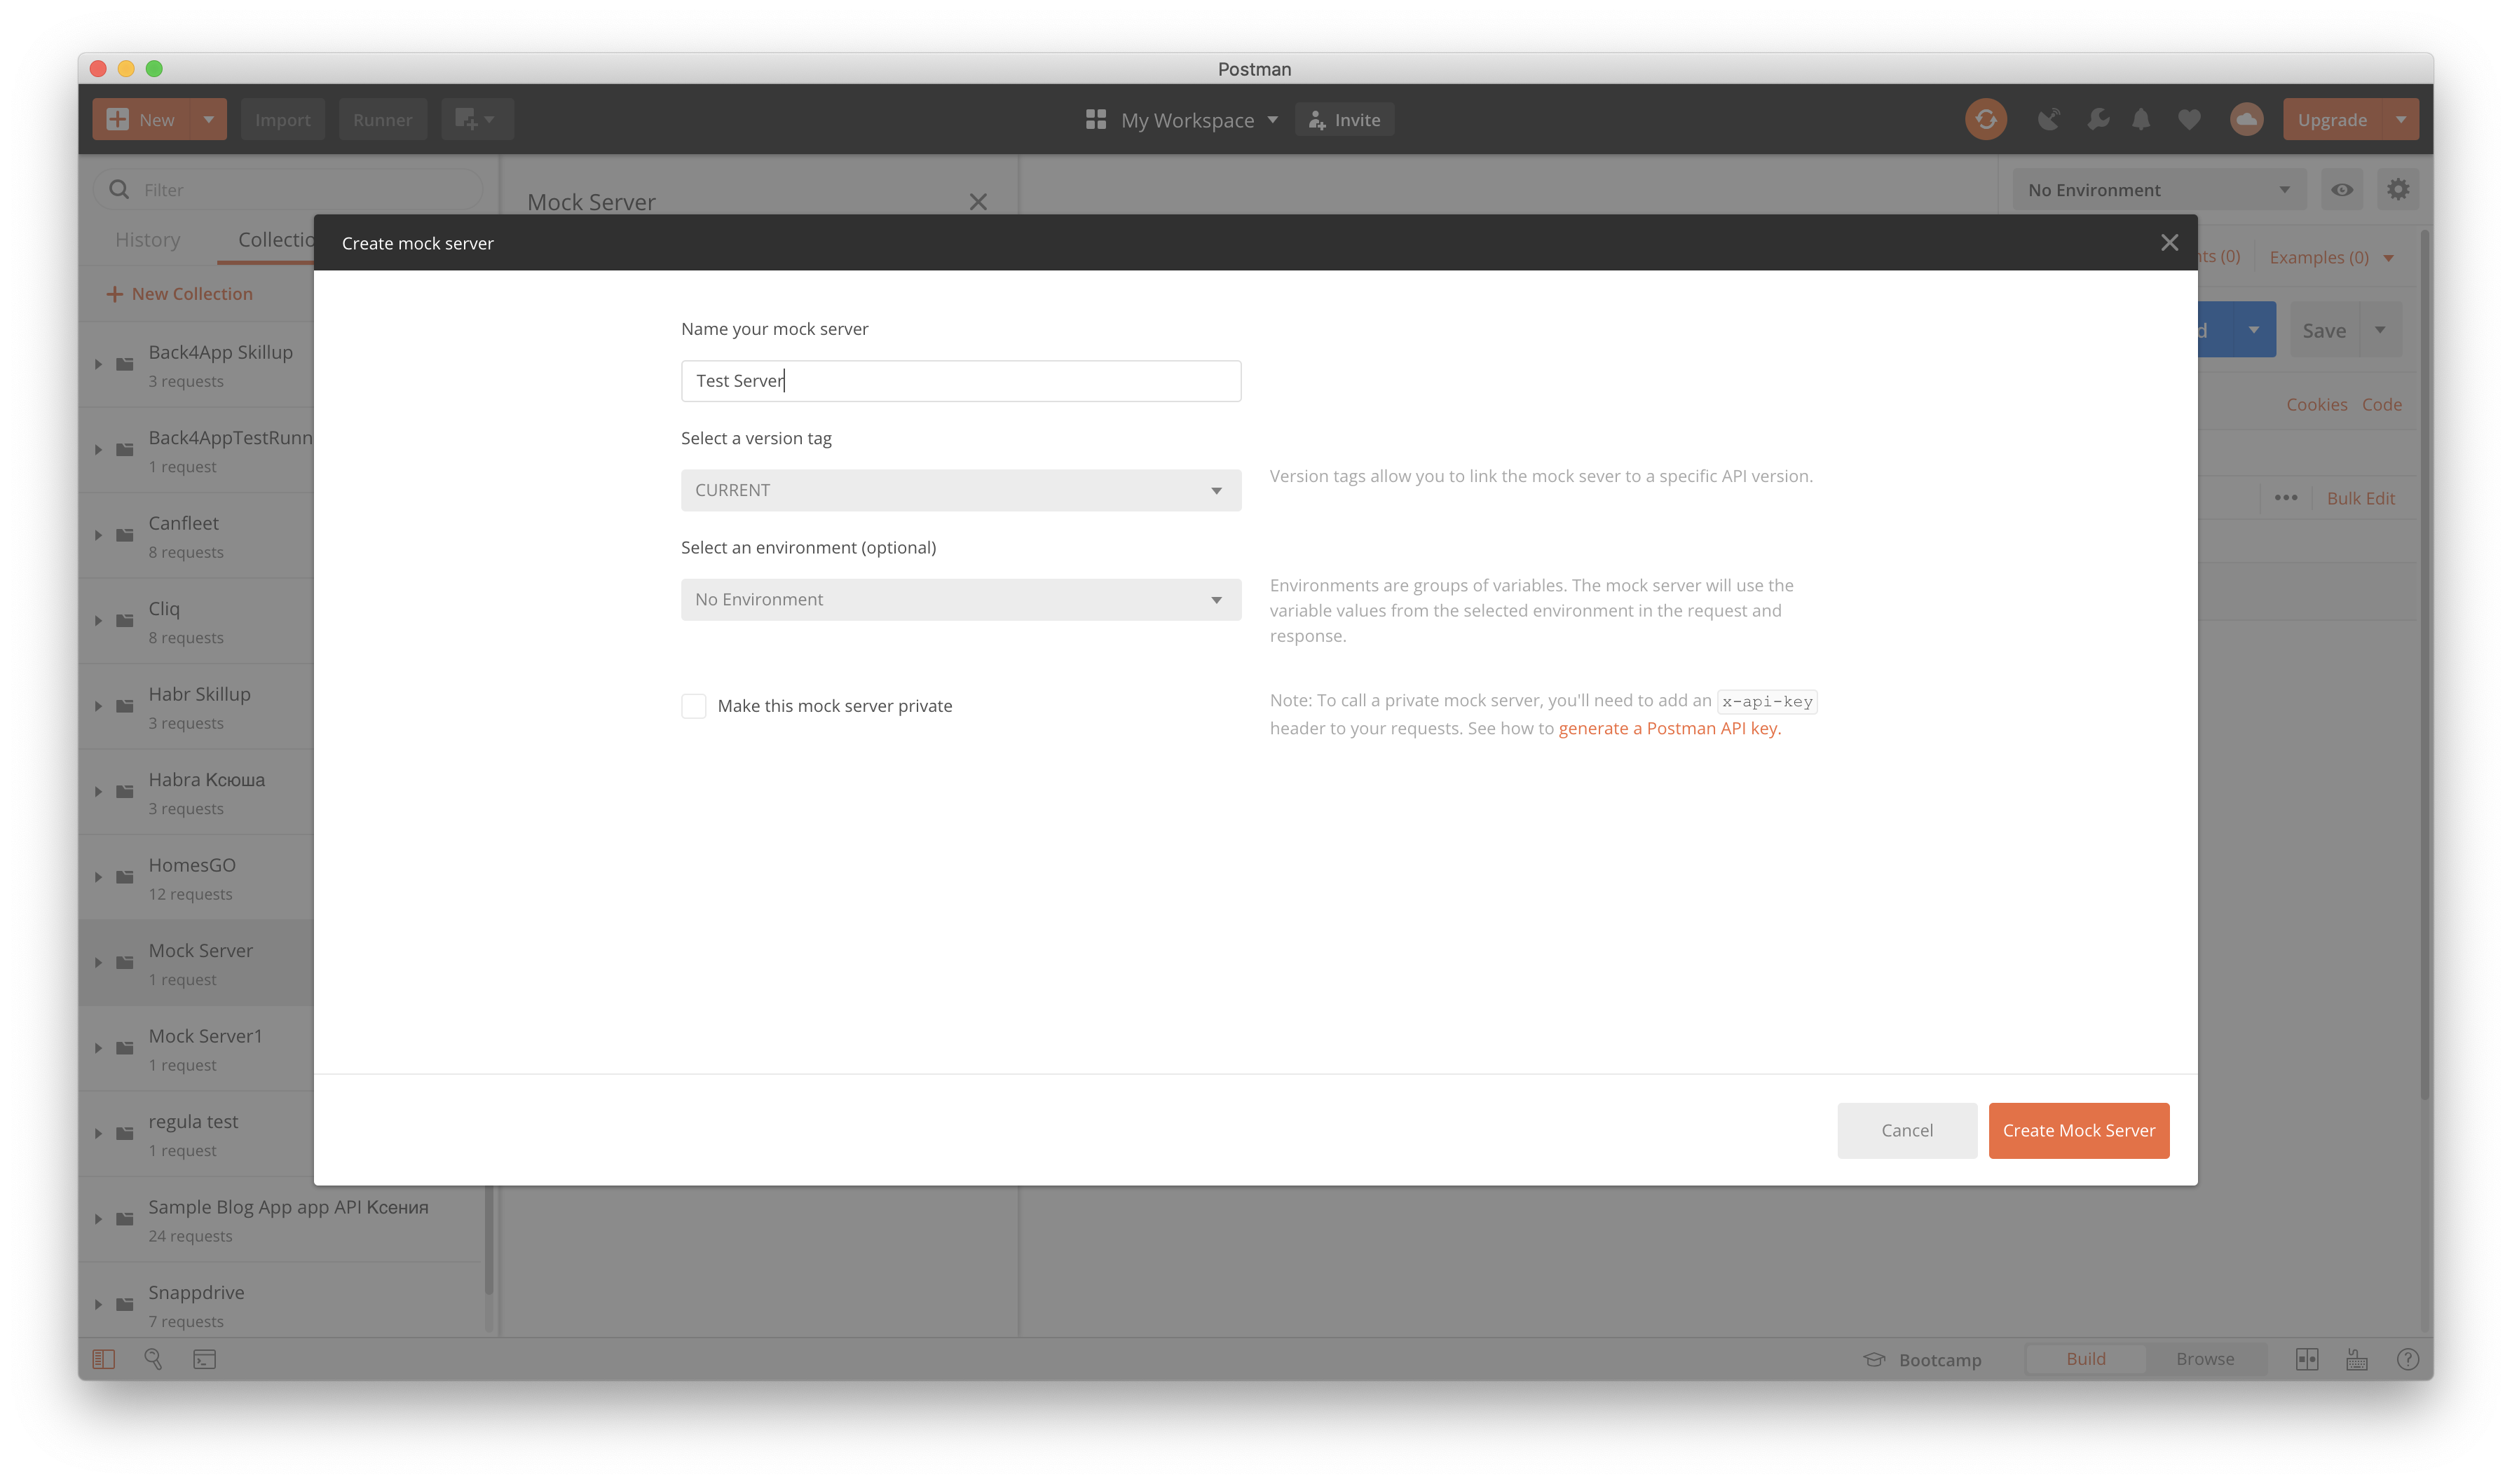 Postman
New
Import
Runner
My Workspace
Invite
Upgrade
Filter
Mock Server
No Environment
History
Collectio
Create mock server
nts (0)
Examples (0)
New Collection
Name your mock server
Test Server
Save
Back4App Skillup
3 requests
Select a version tag
CURRENT
Version tags allow you to link the mock sever to a specific API version.
Cookies
Code
Back4AppTestRunn
1 request
Bulk Edit
Select an environment (optional)
No Environment
Environments are groups of variables. The mock server will use the
variable values from the selected environment in the request and
response.
Canfleet
8 requests
Cliq
8 requests
Make this mock server private
Note: To call a private mock server, you'll need to add an x-api-key
header to your requests. See how to generate a Postman API key.
Habr Skillup
3 requests
Habra Ксюша
3 requests
HomesGO
12 requests
Mock Server
1 request
Mock Server1
1 request
regula test
1 request
Cancel
Create Mock Server
Sample Blog App app API Ксения
24 requests
Snappdrive
7 requests
Bootcamp
Build
Browse